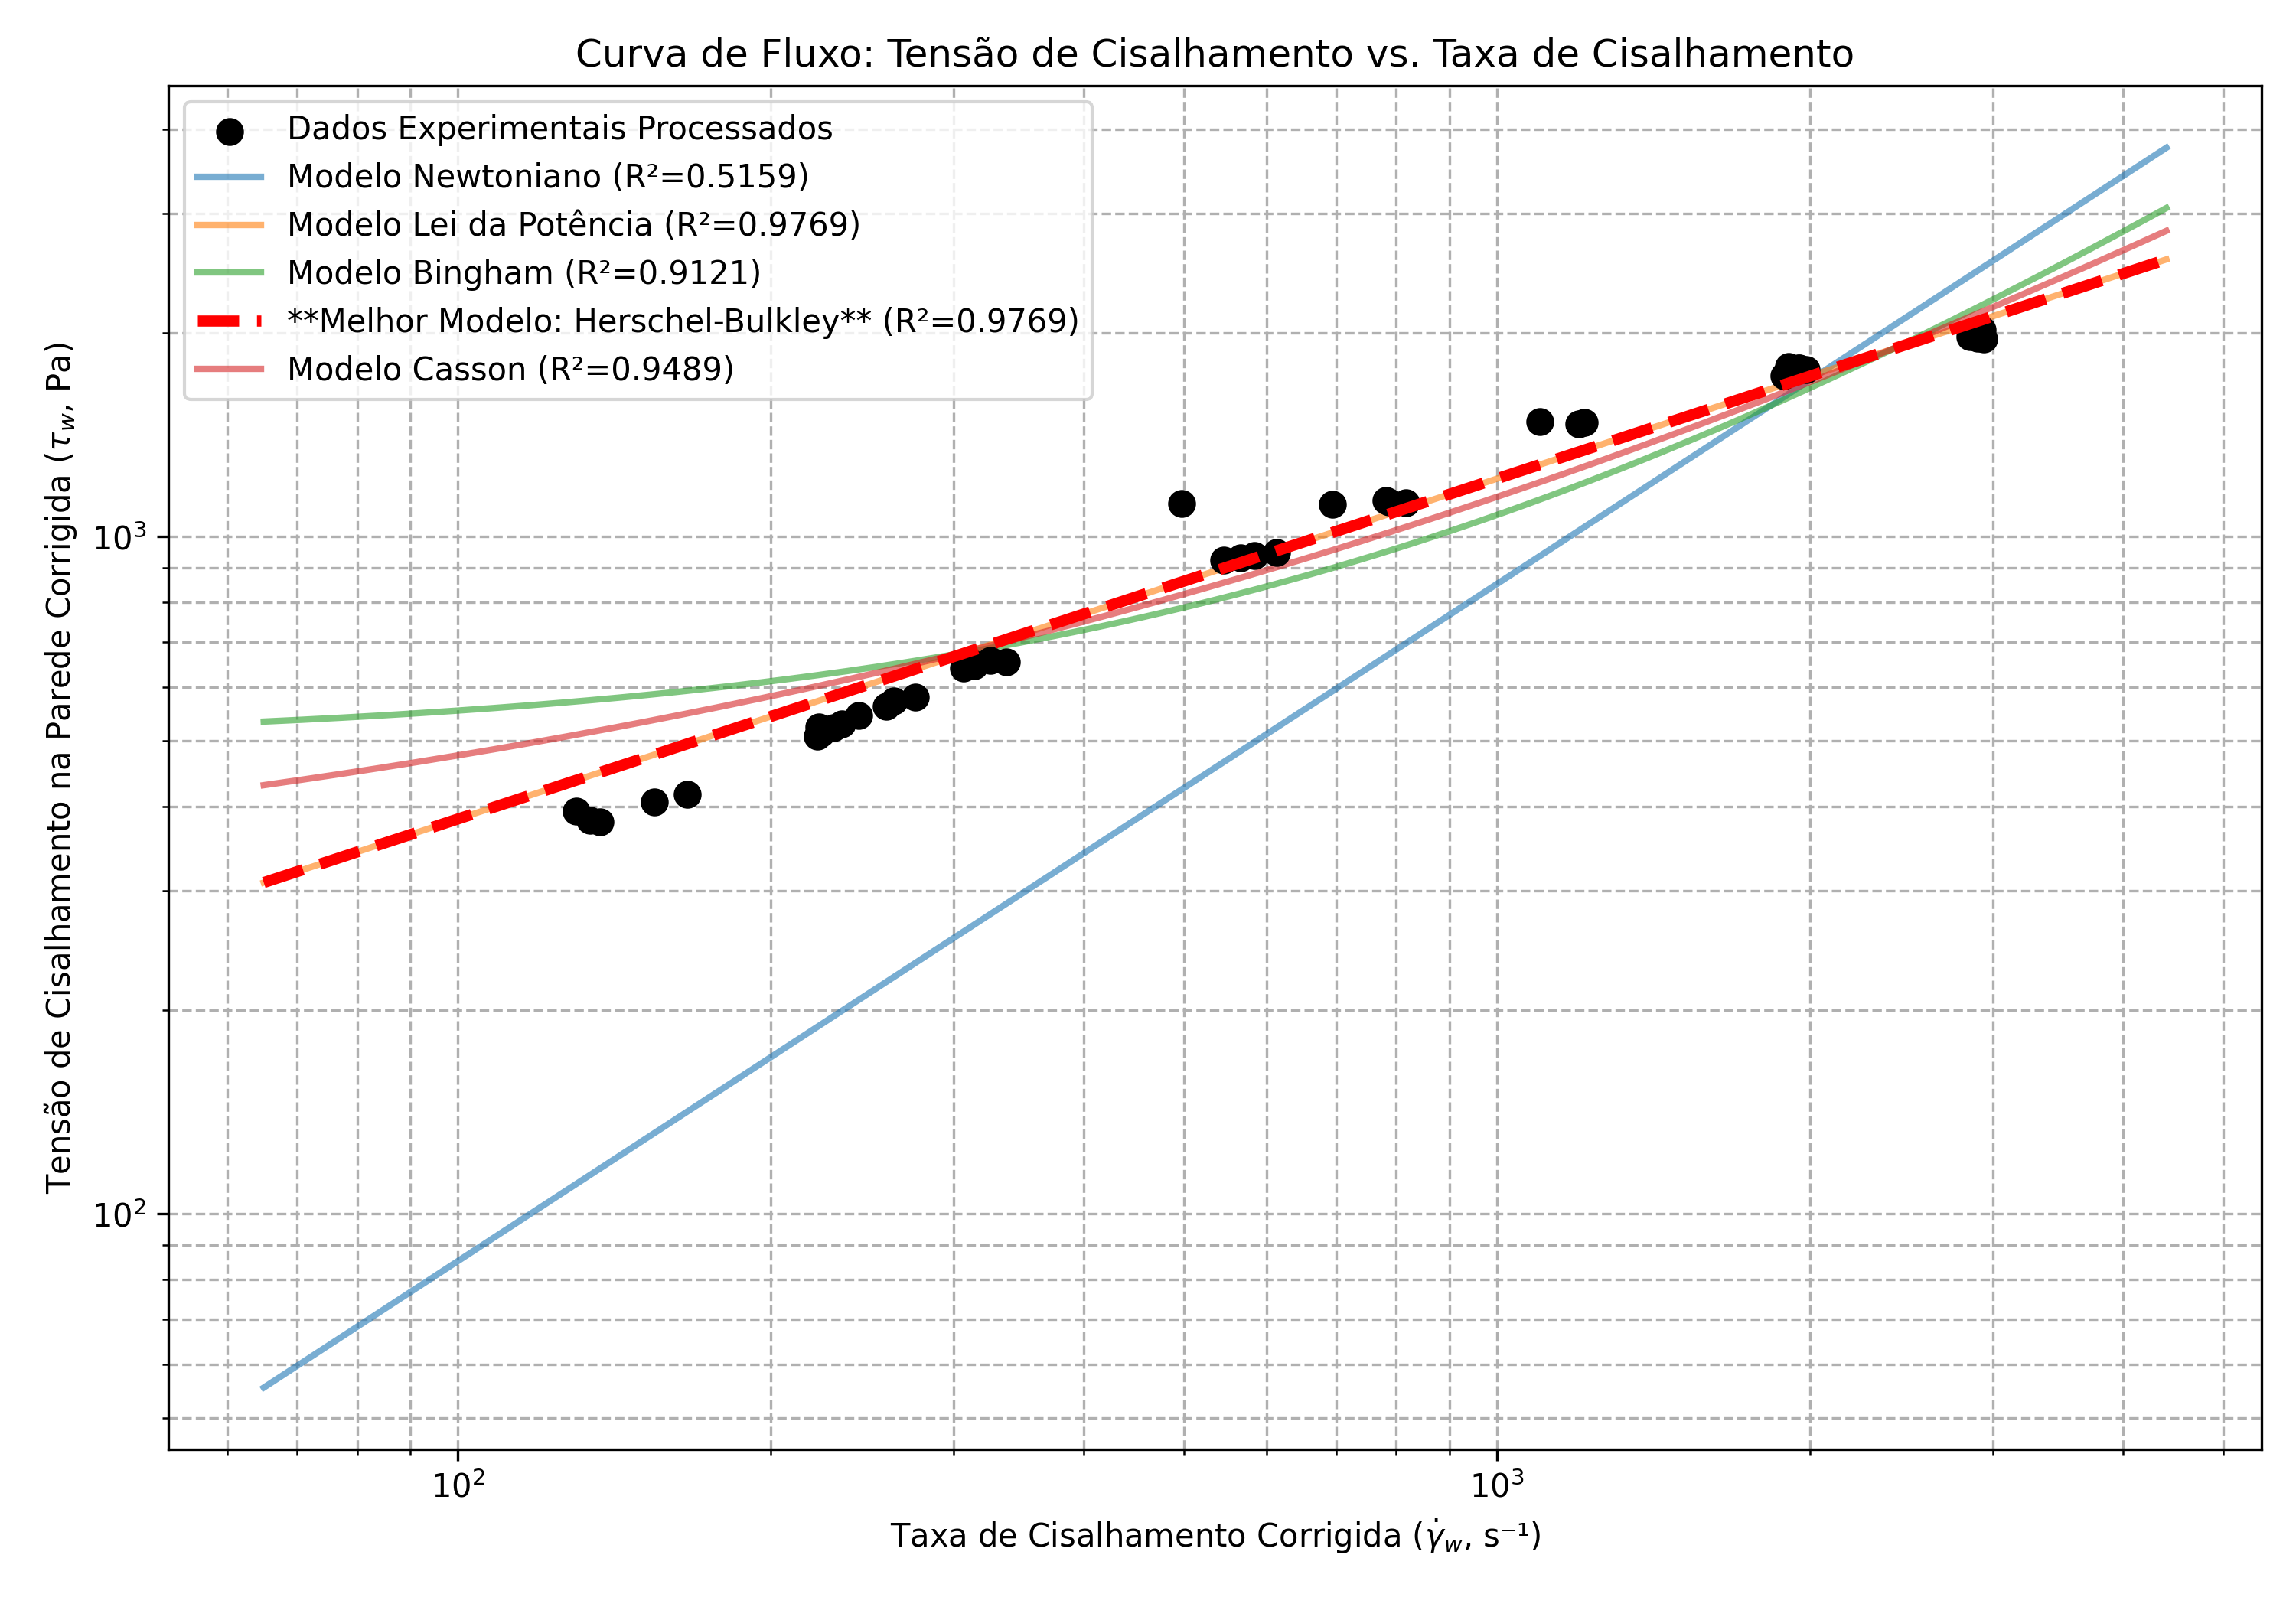 Curva de Fluxo: Tensão de Cisalhamento vs. Taxa de Cisalhamento
Dados Experimentais Processados
Modelo Newtoniano (R²=0.5159)
Modelo Lei da Potência (R²=0.9769)
Modelo Bingham (R²=0.9121)
**Melhor Modelo: Herschel-Bulkley** (R²=0.9769)
Modelo Casson (R²=0.9489)
Tensão de Cisalhamento na Parede Corrigida (τ_w, Pa)
10³
10²
10²
10³
Taxa de Cisalhamento Corrigida (γ̇_w, s⁻¹)